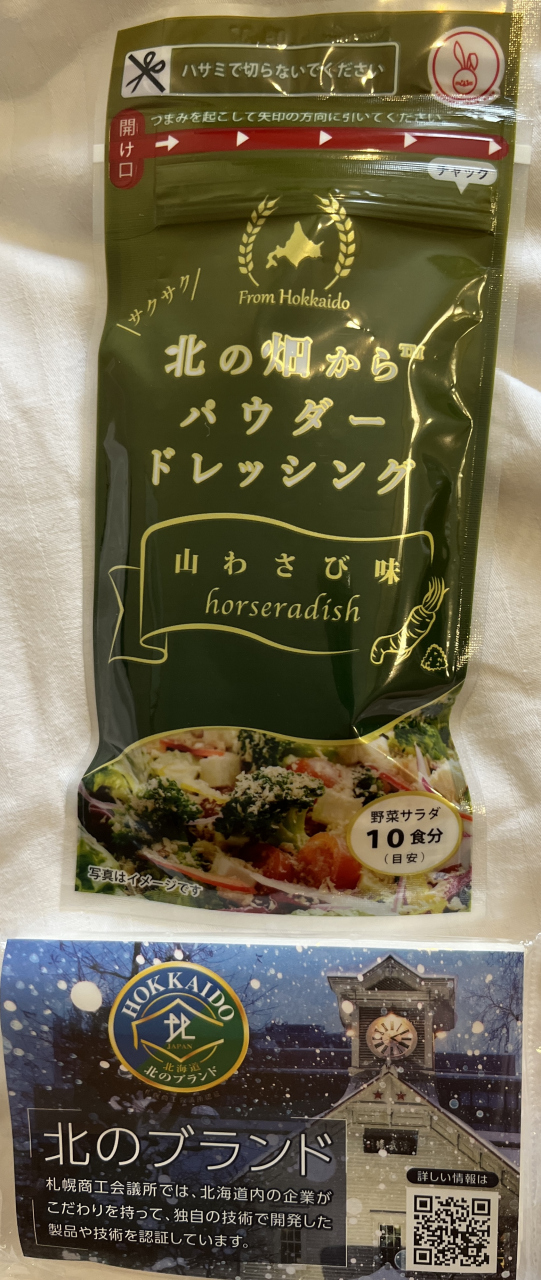 ハサミで切らないでください
開け口
つまみを起こして矢印の方向に引いてください
チャック
From Hokkaido
サクサク
北の畑から™
パウダー
ドレッシング
山わさび味
horseradish
野菜サラダ
10食分
(目安)
写真はイメージです
HOKKAIDO
北
JAPAN
北海道
北のブランド
北のブランド
札幌商工会議所では、北海道内の企業が
こだわりを持って、独自の技術で開発した
製品や技術を認証しています。
詳しい情報は